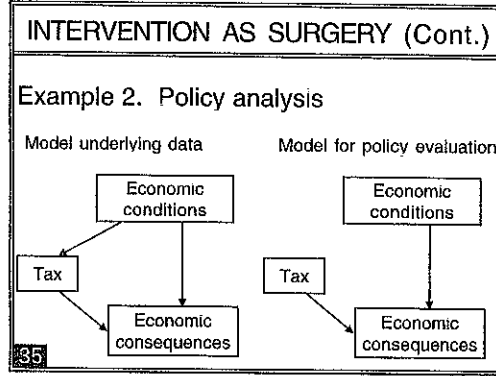 INTERVENTION AS SURGERY (Cont.)
Example 2. Policy analysis
Model underlying data
Economic
conditions
Tax
Economic
consequences
Model for policy evaluation
Economic
conditions
Tax
Economic
consequences
35